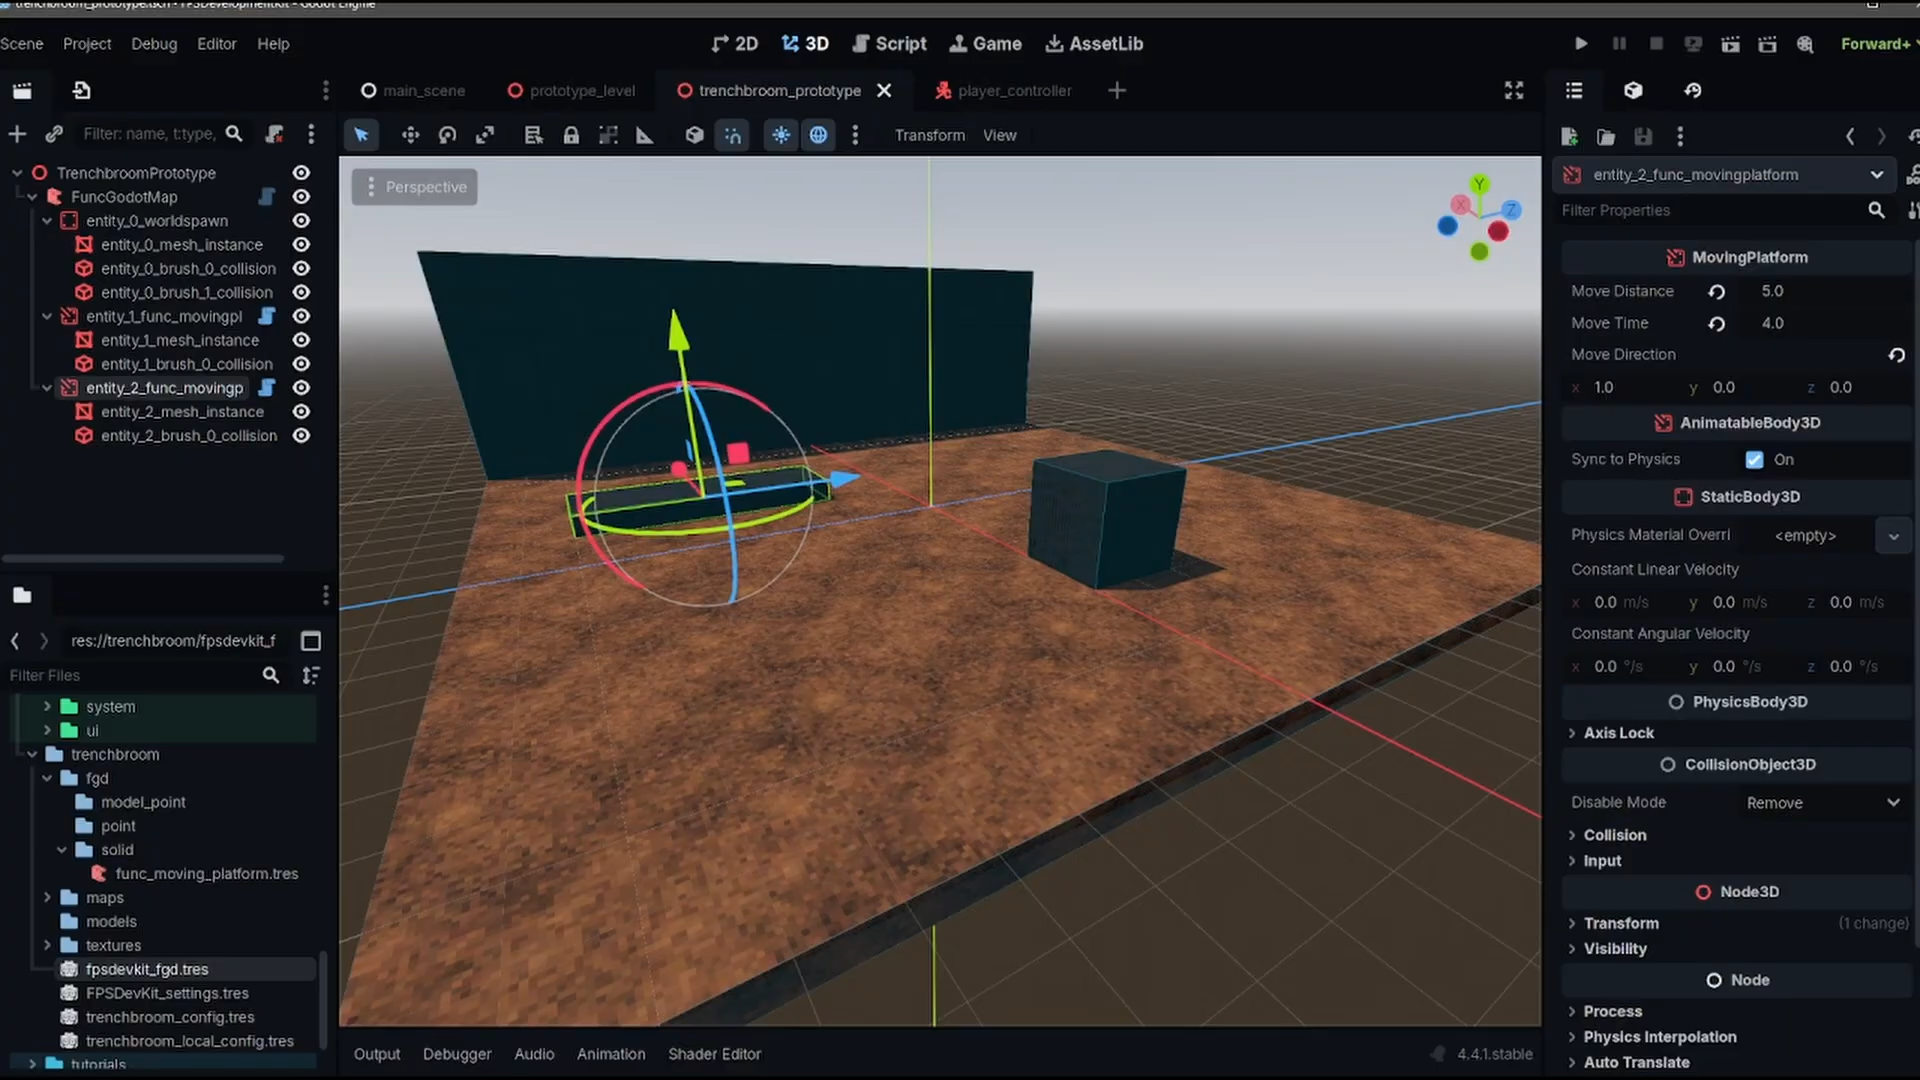 trenchbroom_prototype.tscn - FPSDevelopmentKit - Godot Engine
Scene Project Debug Editor Help
2D 3D Script Game AssetLib
Forward+
main_scene prototype_level trenchbroom_prototype player_controller
Filter: name, t:type,
Transform View
Perspective
TrenchbroomPrototype
FuncGodotMap
entity_0_worldspawn
entity_0_mesh_instance
entity_0_brush_0_collision
entity_0_brush_1_collision
entity_1_func_movingpl
entity_1_mesh_instance
entity_1_brush_0_collision
entity_2_func_movingp
entity_2_mesh_instance
entity_2_brush_0_collision
res://trenchbroom/fpsdevkit_f
Filter Files
system
ui
trenchbroom
fgd
model_point
point
solid
func_moving_platform.tres
maps
models
textures
fpsdevkit_fgd.tres
FPSDevKit_settings.tres
trenchbroom_config.tres
trenchbroom_local_config.tres
tutorials
Y
X
Z
Output Debugger Audio Animation Shader Editor
4.4.1.stable
entity_2_func_movingplatform
Filter Properties
MovingPlatform
Move Distance 5.0
Move Time 4.0
Move Direction
x 1.0 y 0.0 z 0.0
AnimatableBody3D
Sync to Physics On
StaticBody3D
Physics Material Overri <empty>
Constant Linear Velocity
x 0.0 m/s y 0.0 m/s z 0.0 m/s
Constant Angular Velocity
x 0.0 °/s y 0.0 °/s z 0.0 °/s
PhysicsBody3D
Axis Lock
CollisionObject3D
Disable Mode Remove
Collision
Input
Node3D
Transform (1 change)
Visibility
Node
Process
Physics Interpolation
Auto Translate